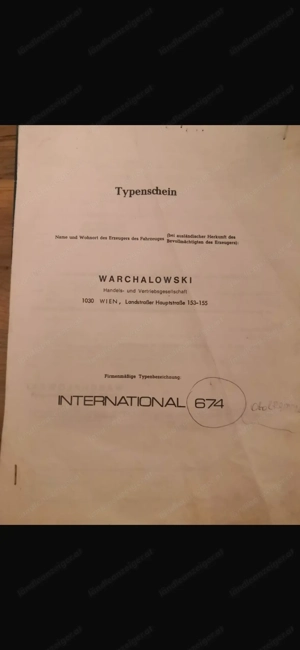 Typenschein
Name und Wohnort des Erzeugers des Fahrzeuges (bei ausländischer Herkunft des
Bevollmächtigten des Erzeugers):
WARCHALOWSKI
Handels- und Vertriebsgesellschaft
1030 WIEN, Landstraßer Hauptstraße 153-155
Firmenmäßige Typenbezeichnung
INTERNATIONAL 674